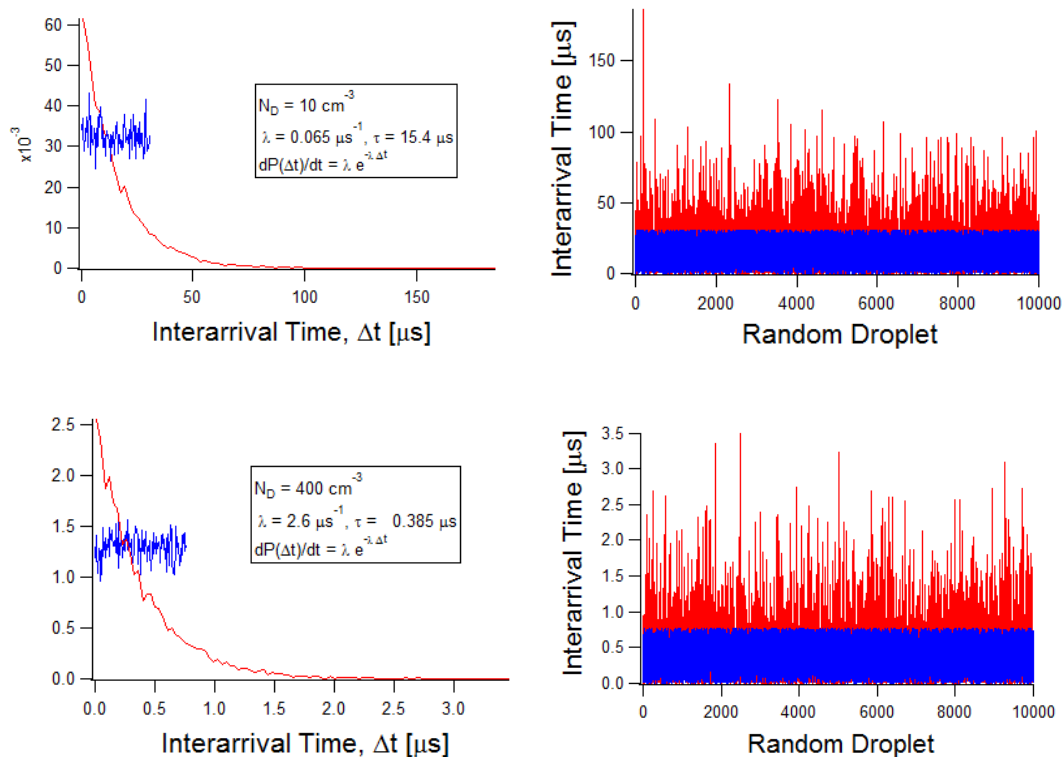 60
50
40
30
20
10
0
x10⁻³
N_D = 10 cm⁻³
λ = 0.065 μs⁻¹, τ = 15.4 μs
dP(Δt)/dt = λ e^(-λ Δt)
0 50 100 150
Interarrival Time, Δt [μs]
150
100
50
0
Interarrival Time [μs]
0 2000 4000 6000 8000 10000
Random Droplet
2.5
2.0
1.5
1.0
0.5
0.0
N_D = 400 cm⁻³
λ = 2.6 μs⁻¹, τ = 0.385 μs
dP(Δt)/dt = λ e^(-λ Δt)
0.0 0.5 1.0 1.5 2.0 2.5 3.0
Interarrival Time, Δt [μs]
3.5
3.0
2.5
2.0
1.5
1.0
0.5
0.0
Interarrival Time [μs]
0 2000 4000 6000 8000 10000
Random Droplet